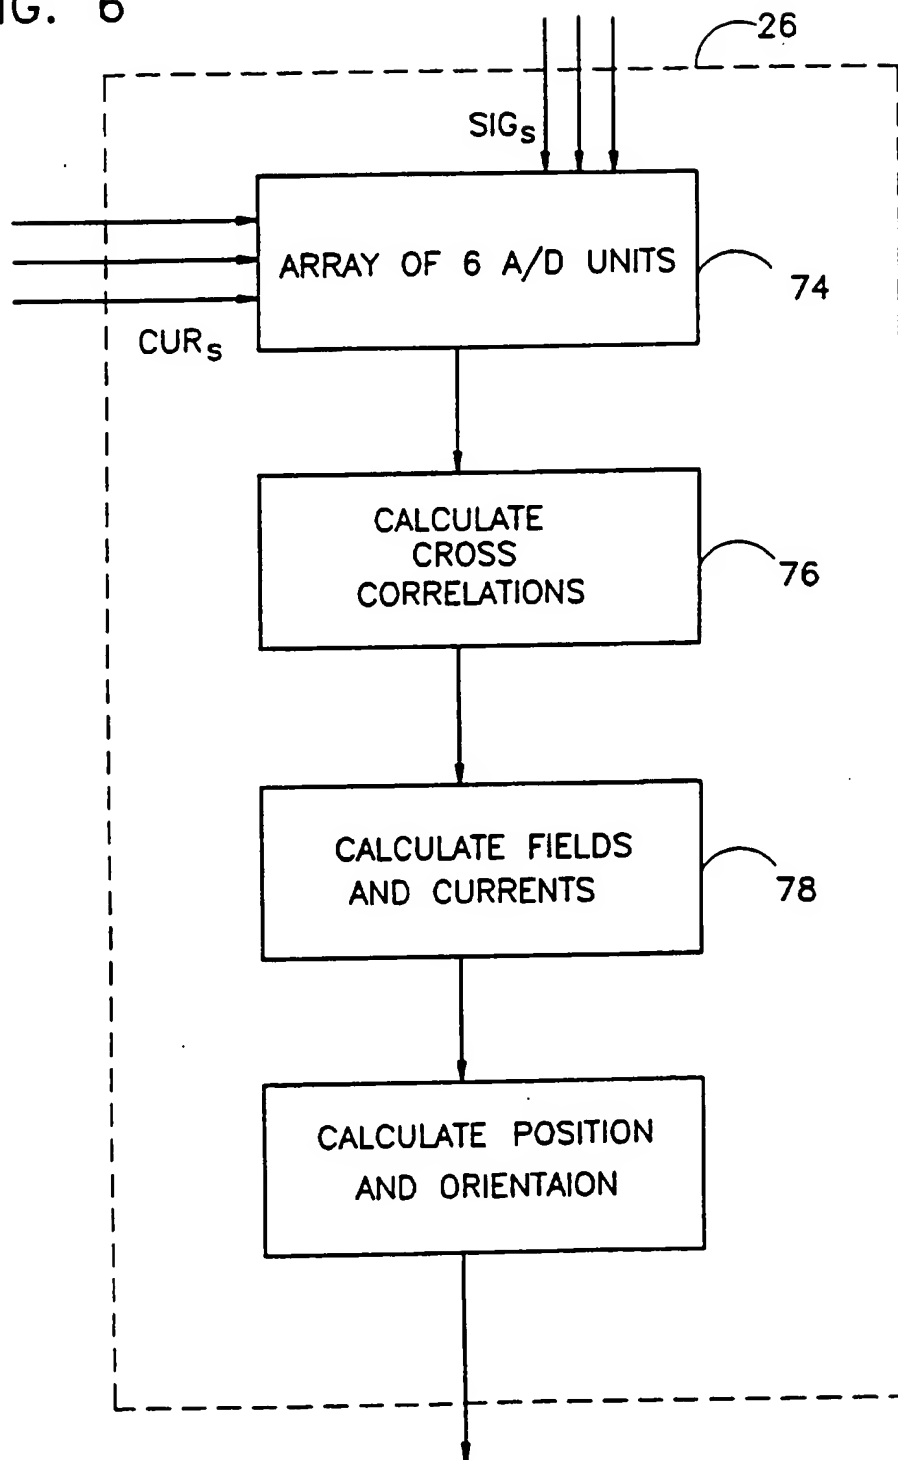 IG. 6
26
SIGs
ARRAY OF 6 A/D UNITS
74
CURs
CALCULATE
CROSS
CORRELATIONS
76
CALCULATE FIELDS
AND CURRENTS
78
CALCULATE POSITION
AND ORIENTAION